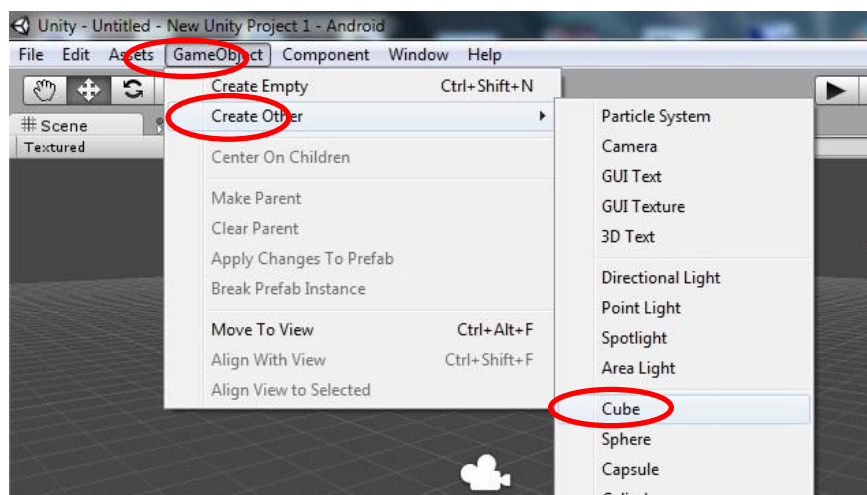 Unity - Untitled - New Unity Project 1 - Android
File Edit Assets GameObject Component Window Help
Create Empty Ctrl+Shift+N
Create Other
Center On Children
Make Parent
Clear Parent
Apply Changes To Prefab
Break Prefab Instance
Move To View Ctrl+Alt+F
Align With View Ctrl+Shift+F
Align View to Selected
# Scene
Textured
Particle System
Camera
GUI Text
GUI Texture
3D Text
Directional Light
Point Light
Spotlight
Area Light
Cube
Sphere
Capsule